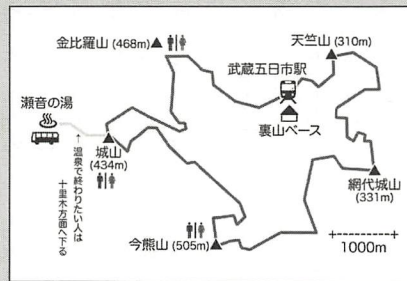 金比羅山 (468m)
天竺山 (310m)
武蔵五日市駅
裏山ベース
瀬音の湯
城山
(434m)
←温泉で終わりたい人は
十里木方面へ下る
網代城山
(331m)
今熊山 (505m)
1000m